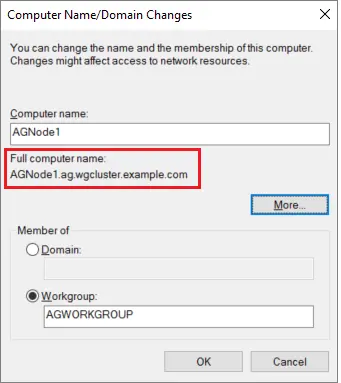 Computer Name/Domain Changes
You can change the name and the membership of this computer.
Changes might affect access to network resources.
Computer name:
AGNode1
Full computer name:
AGNode1.ag.wgcluster.example.com
More...
Member of
Domain:
Workgroup:
AGWORKGROUP
OK
Cancel